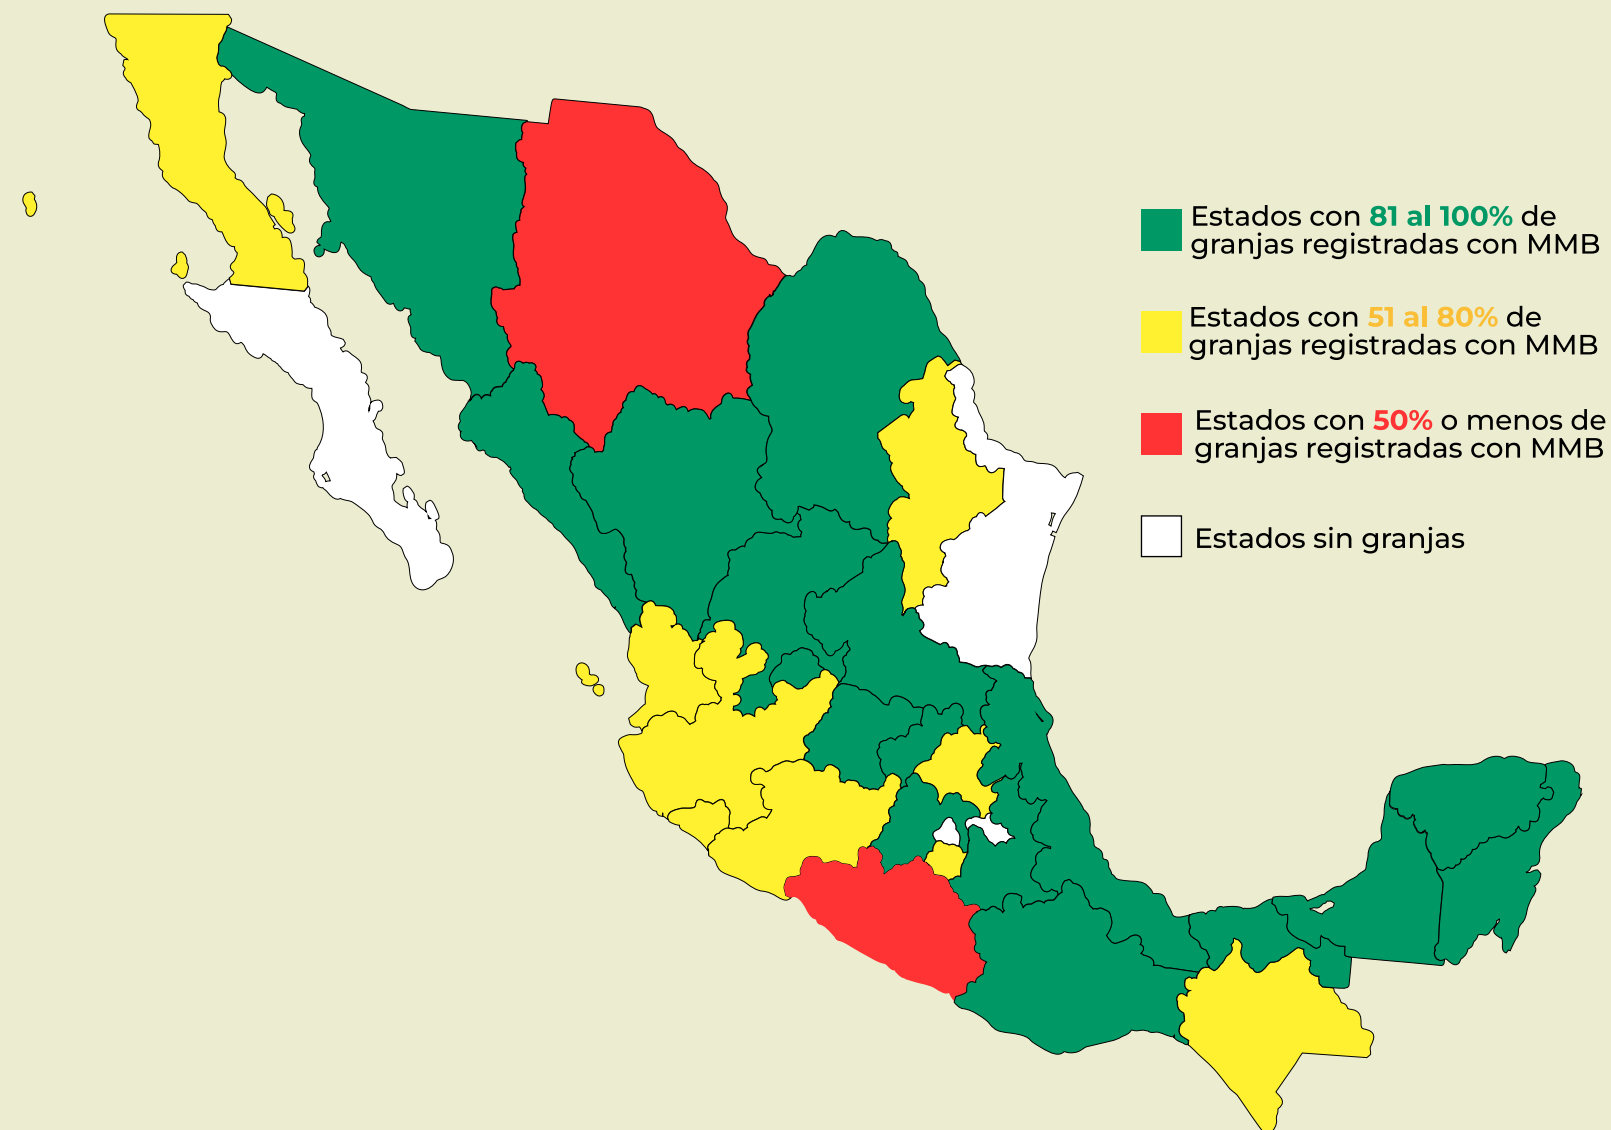 Estados con 81 al 100% de
granjas registradas con MMB
Estados con 51 al 80% de
granjas registradas con MMB
Estados con 50% o menos de
granjas registradas con MMB
Estados sin granjas